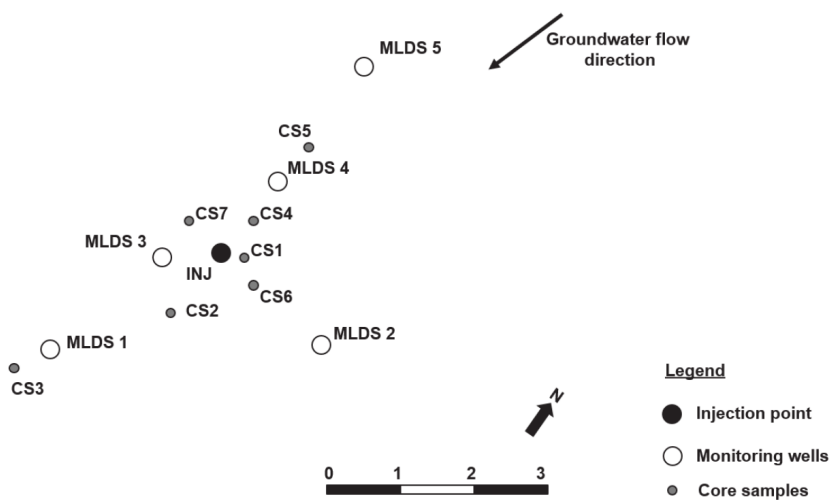 MLDS 5
Groundwater flow
direction
CS5
MLDS 4
CS7
CS4
MLDS 3
CS1
INJ
CS6
CS2
MLDS 2
MLDS 1
CS3
Legend
N
Injection point
Monitoring wells
0 1 2 3
Core samples